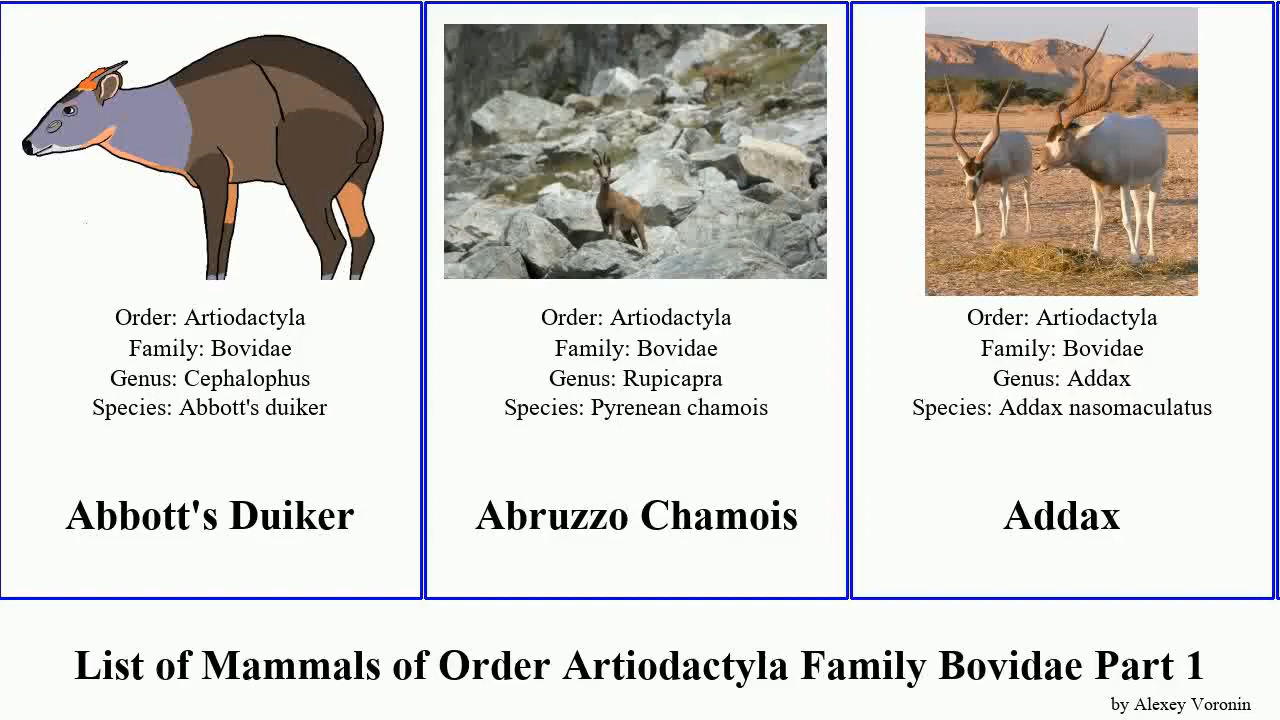 Order: Artiodactyla
Family: Bovidae
Genus: Cephalophus
Species: Abbott's duiker
Abbott's Duiker
Order: Artiodactyla
Family: Bovidae
Genus: Rupicapra
Species: Pyrenean chamois
Abruzzo Chamois
Order: Artiodactyla
Family: Bovidae
Genus: Addax
Species: Addax nasomaculatus
Addax
List of Mammals of Order Artiodactyla Family Bovidae Part 1
by Alexey Voronin